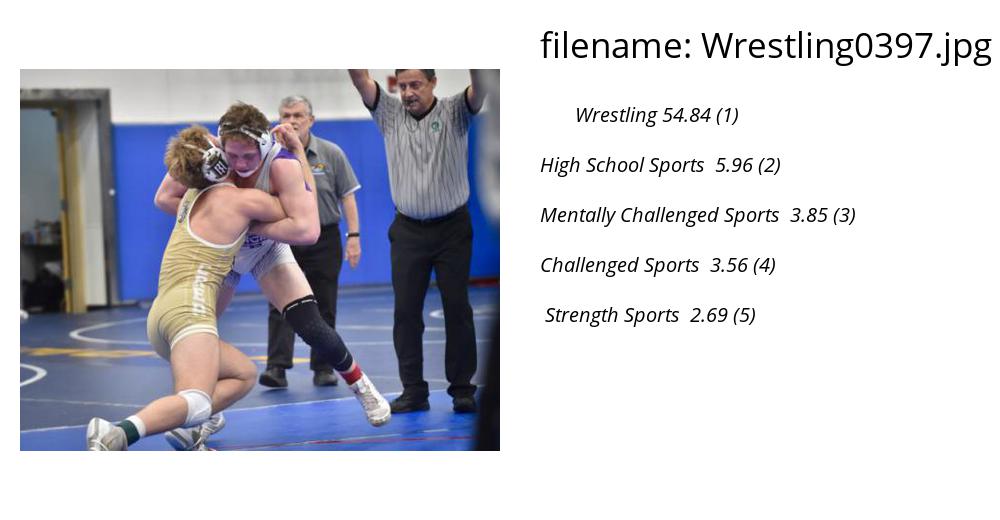 filename: Wrestling0397.jpg
Wrestling 54.84 (1)
High School Sports 5.96 (2)
Mentally Challenged Sports 3.85 (3)
Challenged Sports 3.56 (4)
Strength Sports 2.69 (5)